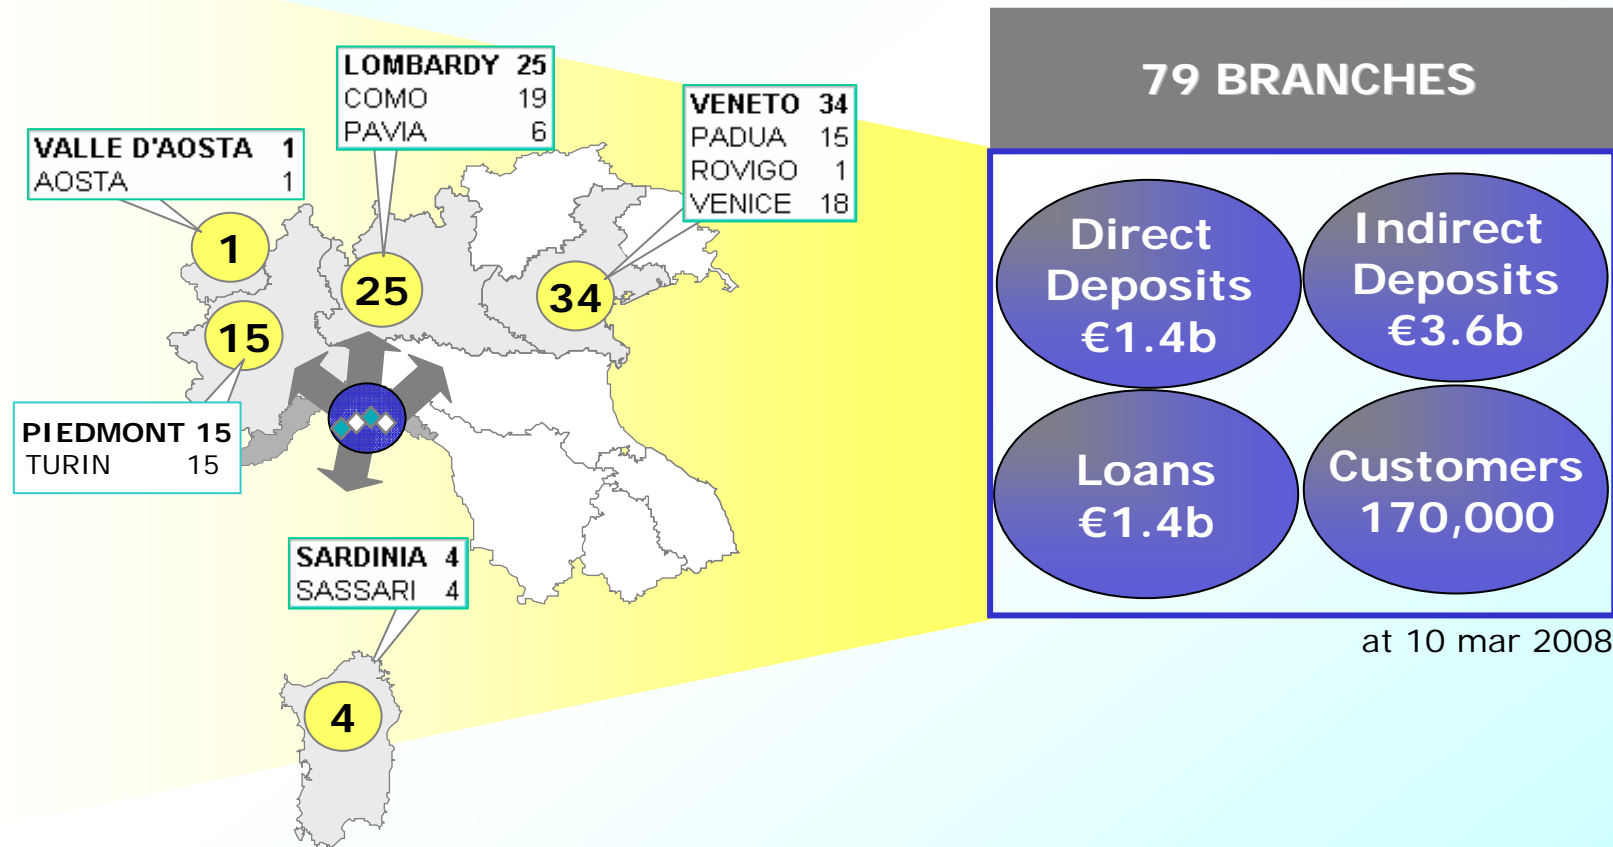 LOMBARDY 25
COMO 19
PAVIA 6
VENETO 34
PADUA 15
ROVIGO 1
VENICE 18
VALLE D'AOSTA 1
AOSTA 1
1
25
34
15
PIEDMONT 15
TURIN 15
SARDINIA 4
SASSARI 4
4
79 BRANCHES
Direct
Deposits
€1.4b
Indirect
Deposits
€3.6b
Loans
€1.4b
Customers
170,000
at 10 mar 2008